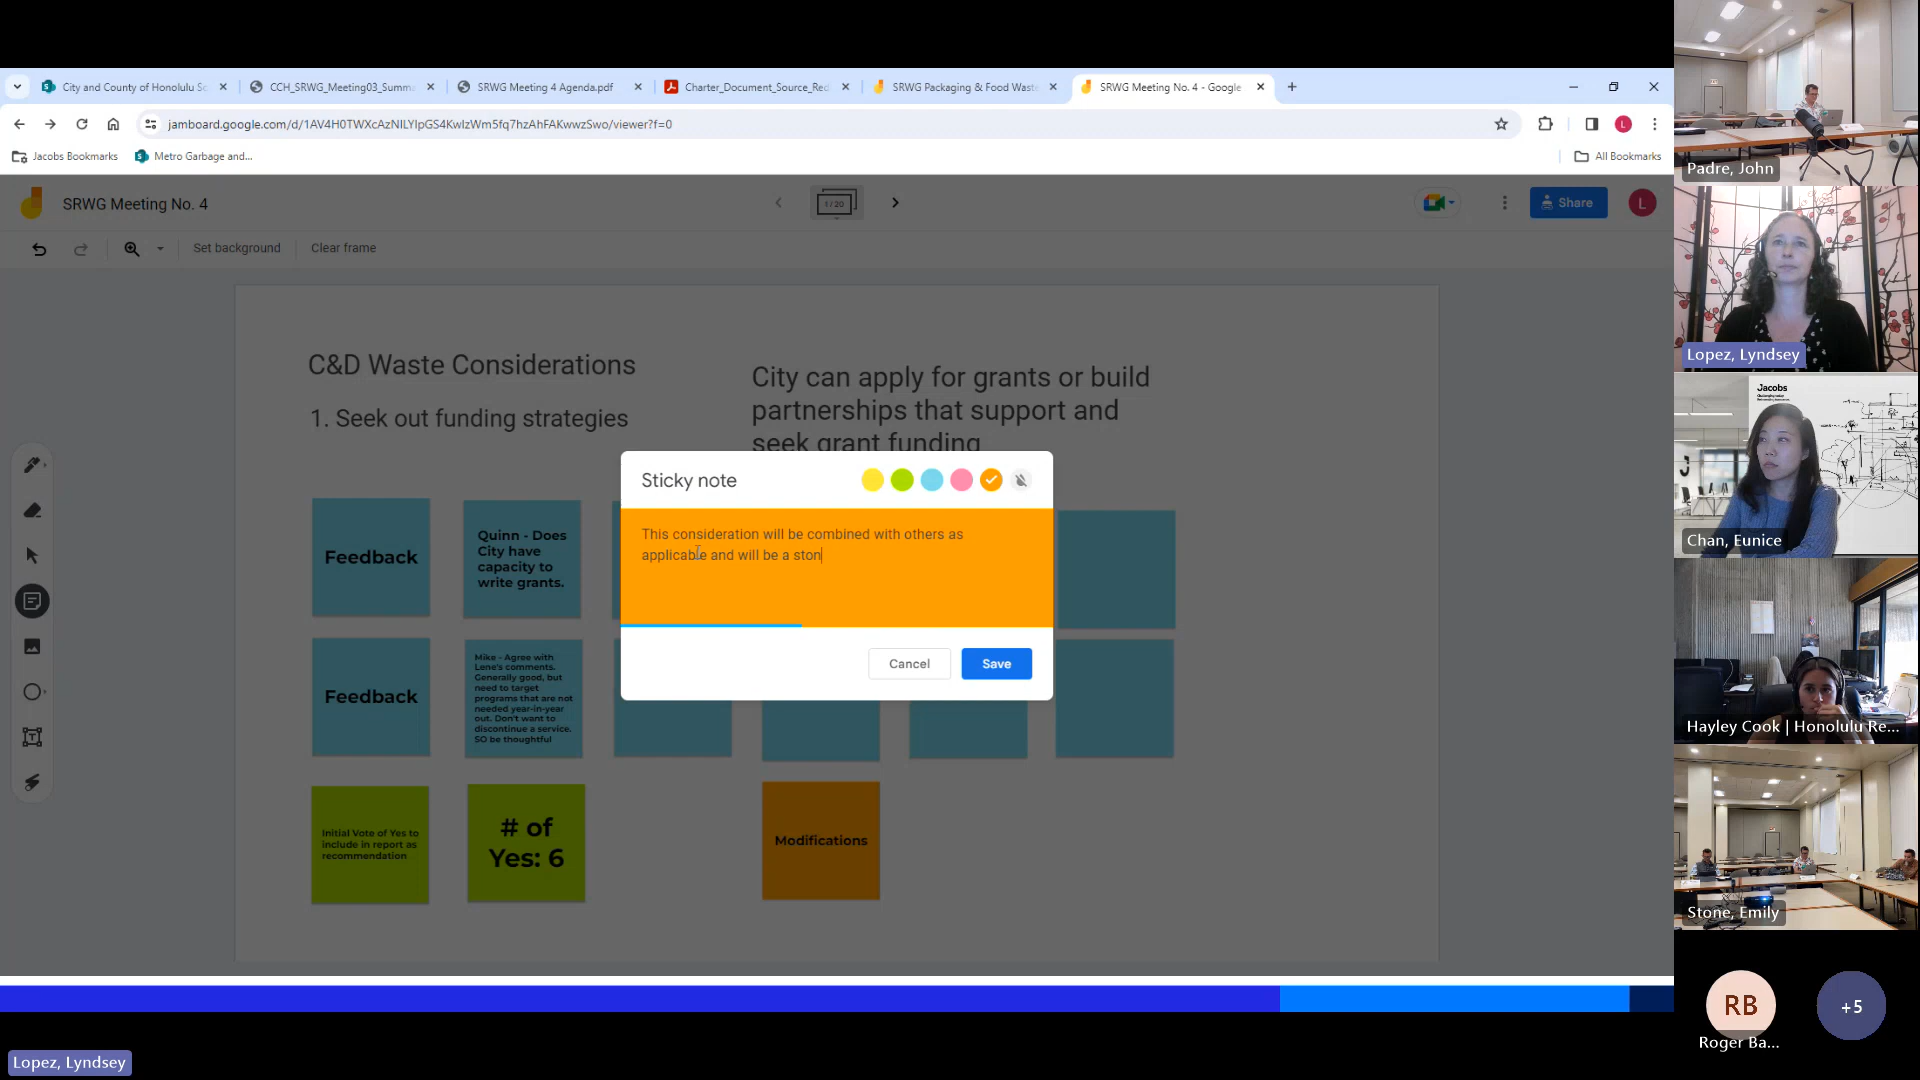 City and County of Honolulu Sc
CCH_SRWG_Meeting03_Summa
SRWG Meeting 4 Agenda.pdf
Charter_Document_Source_Red
SRWG Packaging & Food Waste
SRWG Meeting No. 4 - Google
jamboard.google.com/d/1AV4H0TWXcAzNILYIpGS4KwIzWm5fq7hzAhFAKwwzSwo/viewer?f=0
Jacobs Bookmarks
Metro Garbage and...
All Bookmarks
SRWG Meeting No. 4
1/20
Share
L
Set background
Clear frame
C&D Waste Considerations
1. Seek out funding strategies
City can apply for grants or build
partnerships that support and
seek grant funding
Sticky note
This consideration will be combined with others as
applicable and will be a ston
Cancel
Save
Feedback
Quinn - Does
City have
capacity to
write grants.
Feedback
Mike - Agree with
Lene's comments.
Generally good, but
need to target
programs that are not
needed year-in-year
out. Don't want to
discontinue a service.
SO be thoughtful
Initial Vote of Yes to
include in report as
recommendation
# of
Yes: 6
Modifications
Padre, John
Lopez, Lyndsey
Jacobs
Chan, Eunice
Hayley Cook | Honolulu Re...
Stone, Emily
RB
Roger Ba...
+5
Lopez, Lyndsey